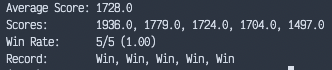 Average Score: 1728.0
Scores: 1936.0, 1779.0, 1724.0, 1704.0, 1497.0
Win Rate: 5/5 (1.00)
Record: Win, Win, Win, Win, Win